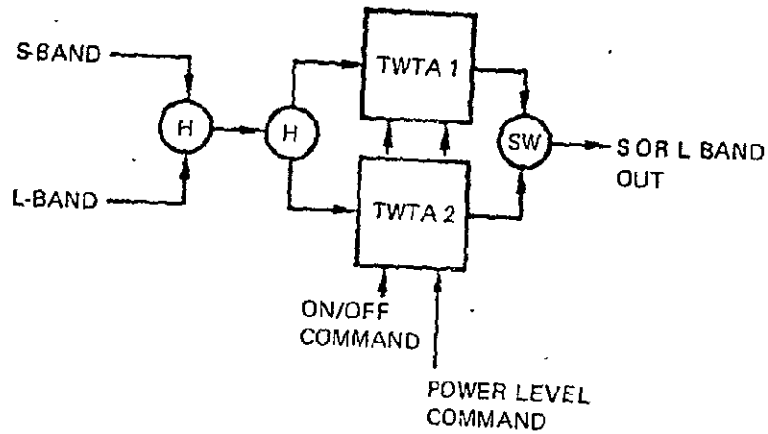 S-BAND
TWTA 1
H
H
SW
S OR L BAND
OUT
L-BAND
TWTA 2
ON/OFF
COMMAND
POWER LEVEL
COMMAND